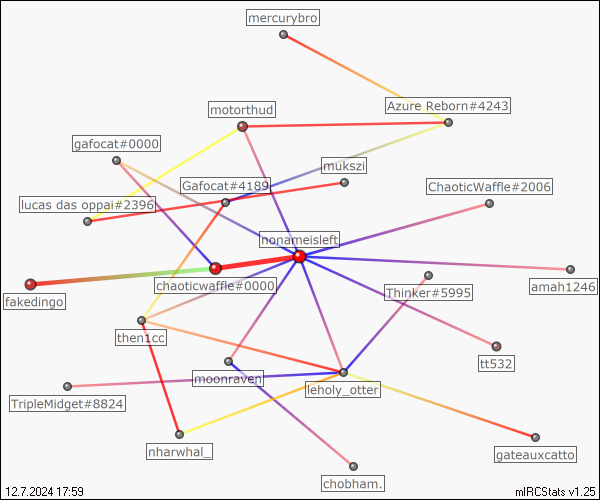 mercurybro
Azure Reborn#4243
motorthud
gafocat#0000
mukszi
Gafocat#4189
ChaoticWaffle#2006
lucas das oppai#2396
nonameisleft
chaoticwaffle#0000
Thinker#5995
amah1246
fakedingo
then1cc
tt532
moonraven
leholy_otter
TripleMidget#8824
nharwhal_
gateauxcatto
chobham.
12.7.2024 17:59
mIRCStats v1.25